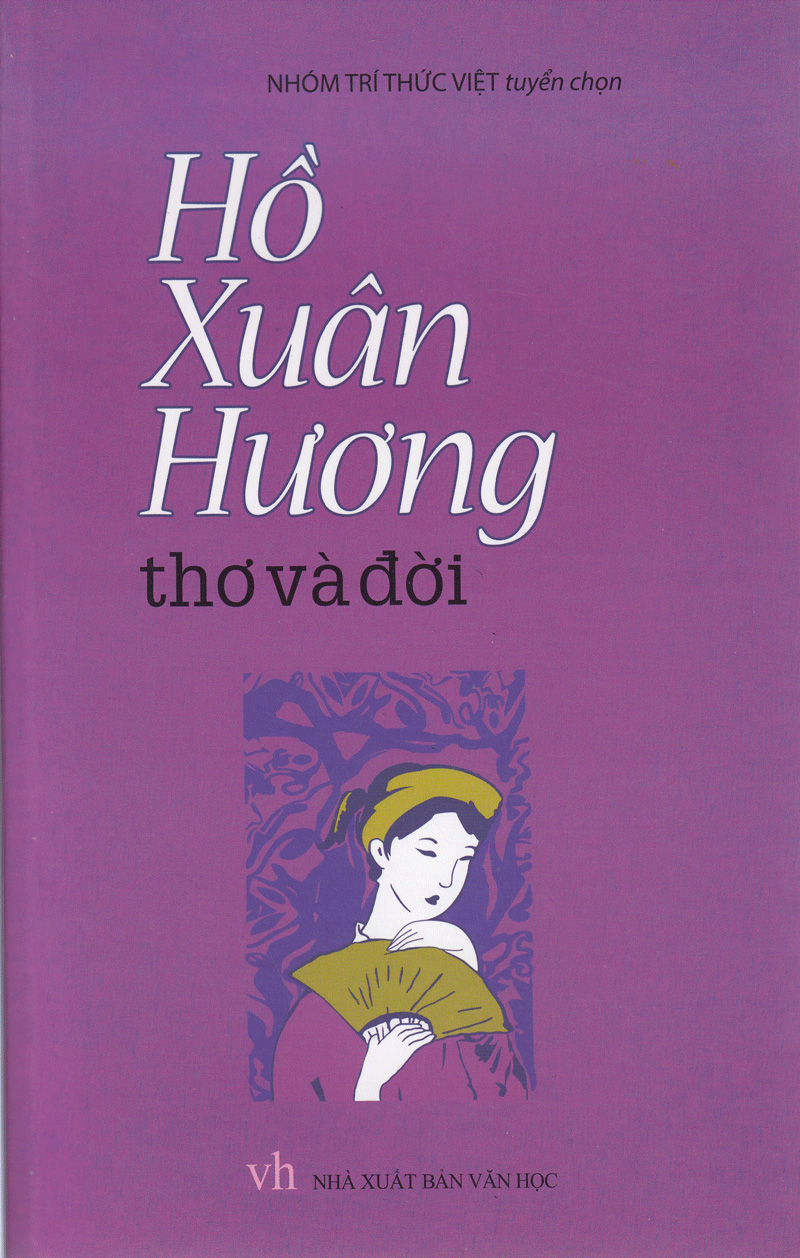 NHÓM TRÍ THỨC VIỆT tuyển chọn
Hồ
Xuân
Hương
thơ và đời
vh NHÀ XUẤT BẢN VĂN HỌC